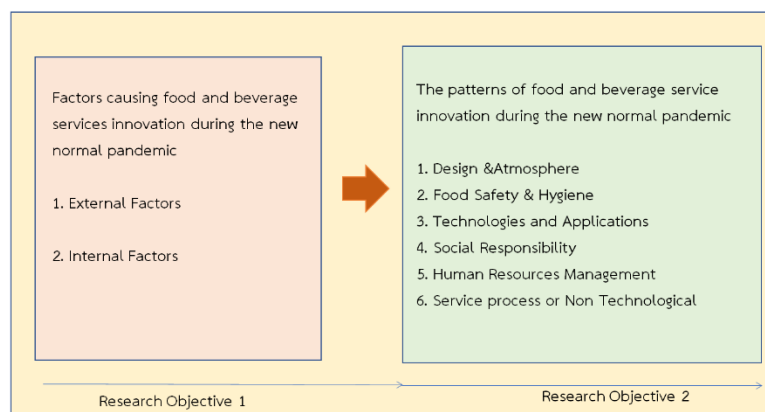 Factors causing food and beverage
services innovation during the new
normal pandemic
1. External Factors
2. Internal Factors
The patterns of food and beverage service
innovation during the new normal pandemic
1. Design &Atmosphere
2. Food Safety & Hygiene
3. Technologies and Applications
4. Social Responsibility
5. Human Resources Management
6. Service process or Non Technological
Research Objective 1
Research Objective 2